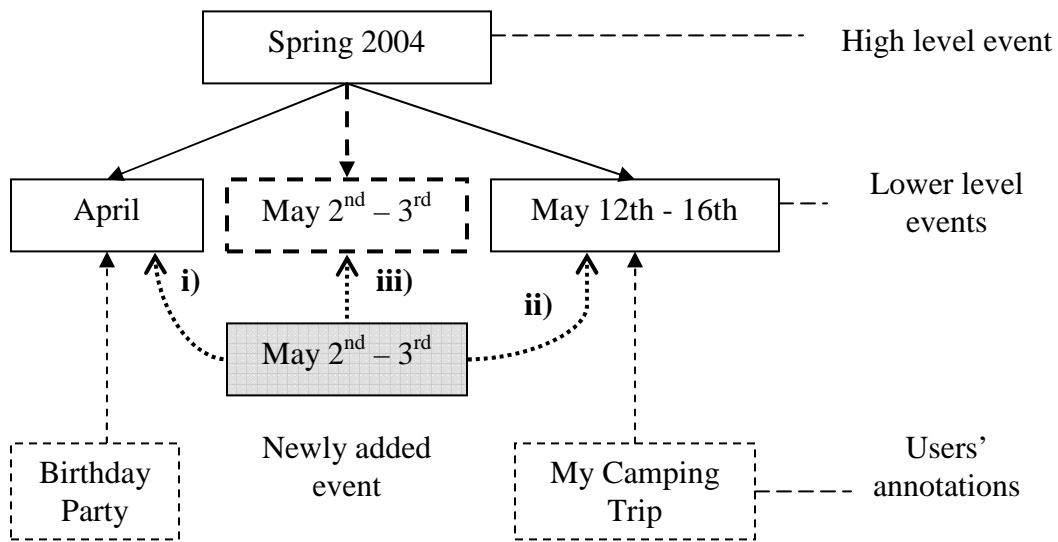 Spring 2004
High level event
April
May 2nd – 3rd
May 12th - 16th
Lower level
events
i)
iii)
ii)
May 2nd – 3rd
Birthday
Party
Newly added
event
My Camping
Trip
Users’
annotations